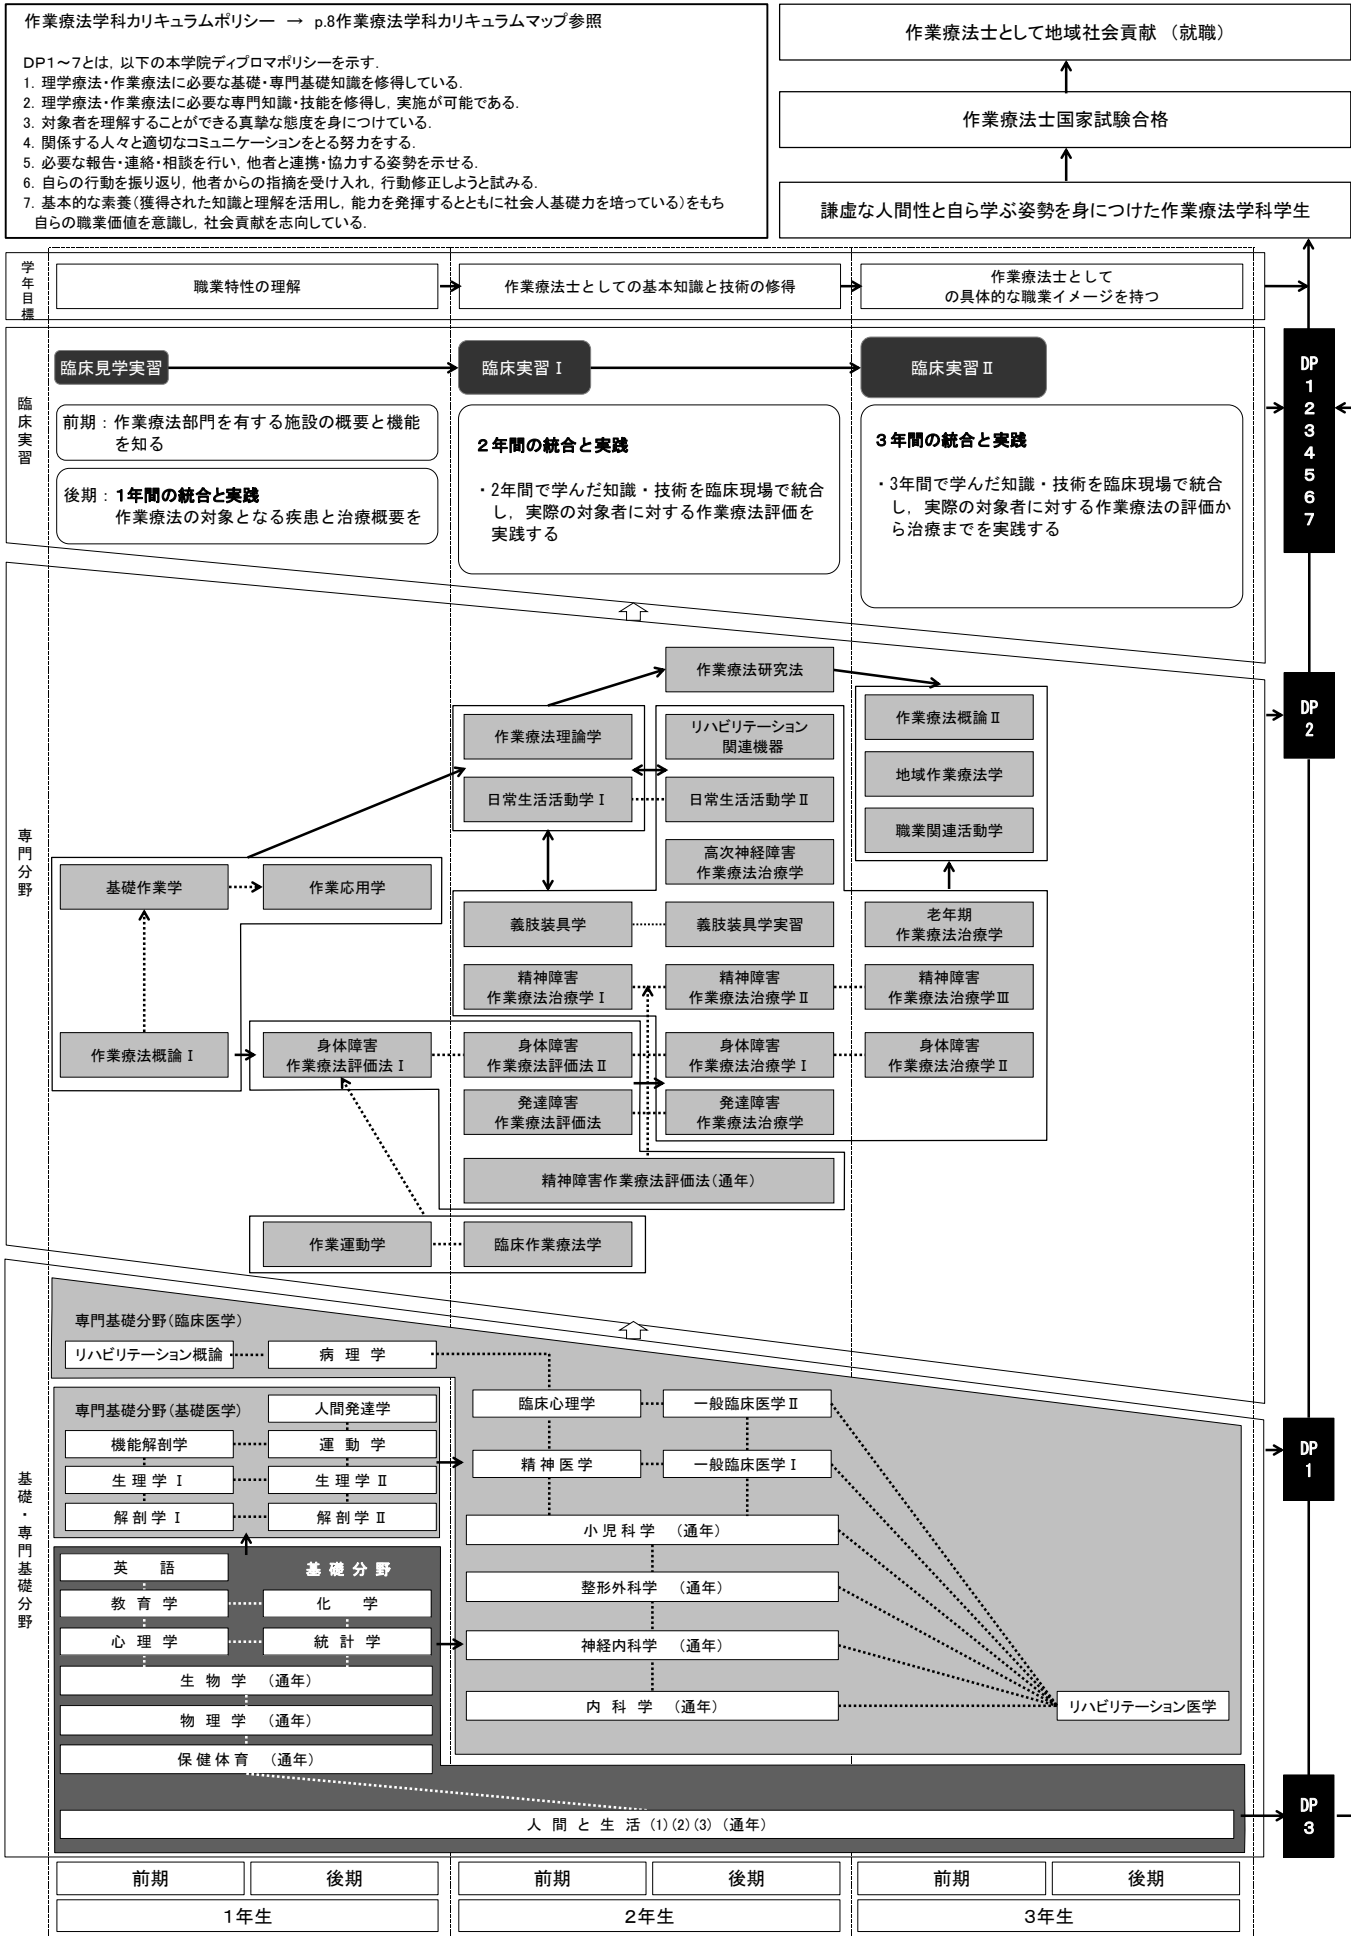 作業療法学科カリキュラムポリシー → p.8作業療法学科カリキュラムマップ参照
DP1～7とは, 以下の本学院ディプロマポリシーを示す.
1. 理学療法・作業療法に必要な基礎・専門基礎知識を修得している.
2. 理学療法・作業療法に必要な専門知識・技能を修得し, 実施が可能である.
3. 対象者を理解することができる真摯な態度を身につけている.
4. 関係する人々と適切なコミュニケーションをとる努力をする.
5. 必要な報告・連絡・相談を行い, 他者と連携・協力する姿勢を示せる.
6. 自らの行動を振り返り, 他者からの指摘を受け入れ, 行動修正しようと試みる.
7. 基本的な素養(獲得された知識と理解を活用し, 能力を発揮するとともに社会人基礎力を培っている)をもち
自らの職業価値を意識し, 社会貢献を志向している.
作業療法士として地域社会貢献 （就職）
作業療法士国家試験合格
謙虚な人間性と自ら学ぶ姿勢を身につけた作業療法学科学生
学年目標
職業特性の理解
作業療法士としての基本知識と技術の修得
作業療法士として
の具体的な職業イメージを持つ
臨床実習
臨床見学実習
臨床実習Ⅰ
臨床実習Ⅱ
前期：作業療法部門を有する施設の概要と機能
を知る
後期：1年間の統合と実践
作業療法の対象となる疾患と治療概要を
2年間の統合と実践
・2年間で学んだ知識・技術を臨床現場で統合
し, 実際の対象者に対する作業療法評価を
実践する
3年間の統合と実践
・3年間で学んだ知識・技術を臨床現場で統合
し, 実際の対象者に対する作業療法の評価か
ら治療までを実践する
DP
1
2
3
4
5
6
7
専門分野
作業療法研究法
作業療法理論学
リハビリテーション
関連機器
作業療法概論Ⅱ
日常生活活動学Ⅰ
日常生活活動学Ⅱ
地域作業療法学
職業関連活動学
高次神経障害
作業療法治療学
基礎作業学
作業応用学
義肢装具学
義肢装具学実習
老年期
作業療法治療学
精神障害
作業療法治療学Ⅰ
精神障害
作業療法治療学Ⅱ
精神障害
作業療法治療学Ⅲ
作業療法概論Ⅰ
身体障害
作業療法評価法Ⅰ
身体障害
作業療法評価法Ⅱ
身体障害
作業療法治療学Ⅰ
身体障害
作業療法治療学Ⅱ
発達障害
作業療法評価法
発達障害
作業療法治療学
精神障害作業療法評価法(通年)
作業運動学
臨床作業療法学
DP
2
基礎・専門基礎分野
専門基礎分野(臨床医学)
リハビリテーション概論
病 理 学
専門基礎分野(基礎医学)
人間発達学
機能解剖学
運 動 学
生 理 学 Ⅰ
生 理 学 Ⅱ
解 剖 学 Ⅰ
解 剖 学 Ⅱ
臨床心理学
一般臨床医学Ⅱ
精 神 医 学
一般臨床医学Ⅰ
小 児 科 学 （通年）
整形外科学 （通年）
神経内科学 （通年）
内 科 学 （通年）
リハビリテーション医学
DP
1
英 語
基 礎 分 野
教 育 学
化 学
心 理 学
統 計 学
生 物 学 （通年）
物 理 学 （通年）
保 健 体 育 （通年）
人 間 と 生 活 (1)(2)(3) （通年）
DP
3
前期
後期
前期
後期
前期
後期
1年生
2年生
3年生